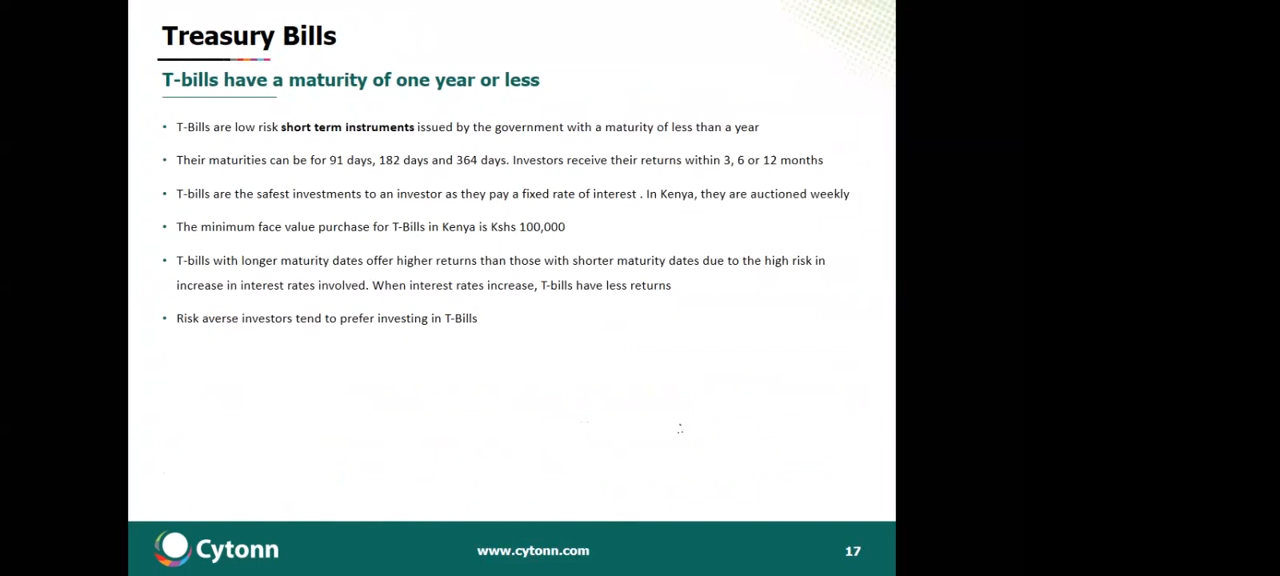 Treasury Bills
T-bills have a maturity of one year or less
• T-Bills are low risk short term instruments issued by the government with a maturity of less than a year
• Their maturities can be for 91 days, 182 days and 364 days. Investors receive their returns within 3, 6 or 12 months
• T-bills are the safest investments to an investor as they pay a fixed rate of interest . In Kenya, they are auctioned weekly
• The minimum face value purchase for T-Bills in Kenya is Kshs 100,000
• T-bills with longer maturity dates offer higher returns than those with shorter maturity dates due to the high risk in
increase in interest rates involved. When interest rates increase, T-bills have less returns
• Risk averse investors tend to prefer investing in T-Bills
Cytonn
www.cytonn.com
17